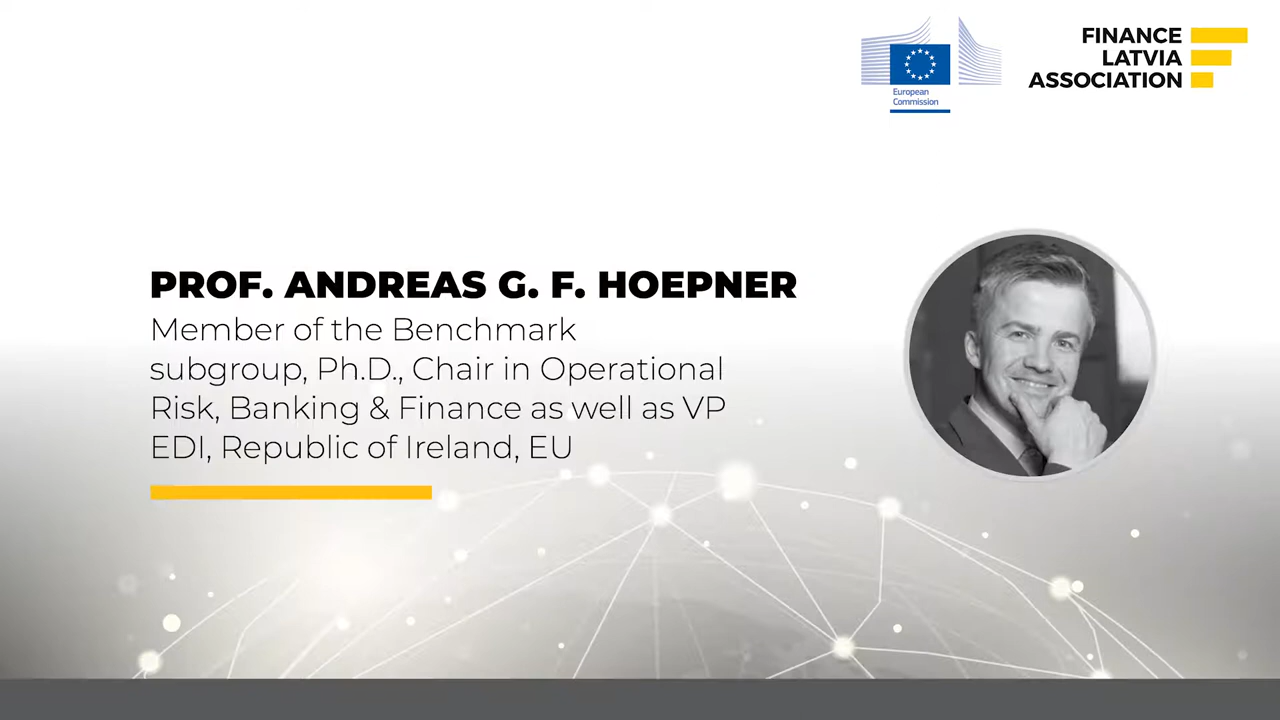 European
Commission
FINANCE
LATVIA
ASSOCIATION
PROF. ANDREAS G. F. HOEPNER
Member of the Benchmark
subgroup, Ph.D., Chair in Operational
Risk, Banking & Finance as well as VP
EDI, Republic of Ireland, EU